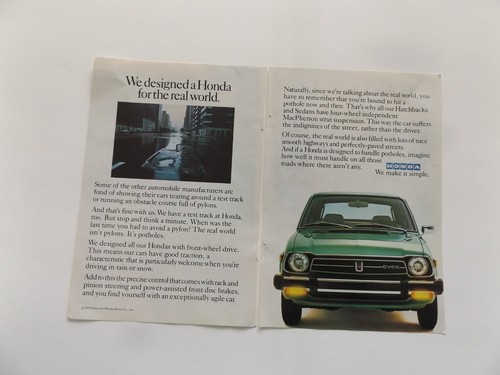 We designed a Honda
for the real world.
Some of the other automobile manufacturers are
fond of showing their cars tearing around a test track
or running an obstacle course full of pylons.
And that's fine with us. We have a test track at Honda,
too. But stop and think a minute. When was the
last time you had to avoid a pylon? The real world
isn't pylons. It's potholes.
We designed all our Hondas with front-wheel drive.
This means our cars have good traction, a
characteristic that is particularly welcome when you're
driving in rain or snow.
Add to this the precise control that comes with rack and
pinion steering and power-assisted front disc brakes,
and you find yourself with an exceptionally agile car
Naturally, since we're talking about the real world, you
have to remember that you're bound to hit a
pothole now and then. That's why all our Hatchbacks
and Sedans have four-wheel independent
MacPherson strut suspension. This way the car suffers
the indignities of the street, rather than the driver.
Of course, the real world is also filled with lots of nice
smooth highways and perfectly-paved streets.
And if a Honda is designed to handle potholes, imagine
how well it must handle on all those
roads where there aren't any.
HONDA
We make it simple.
CIVIC